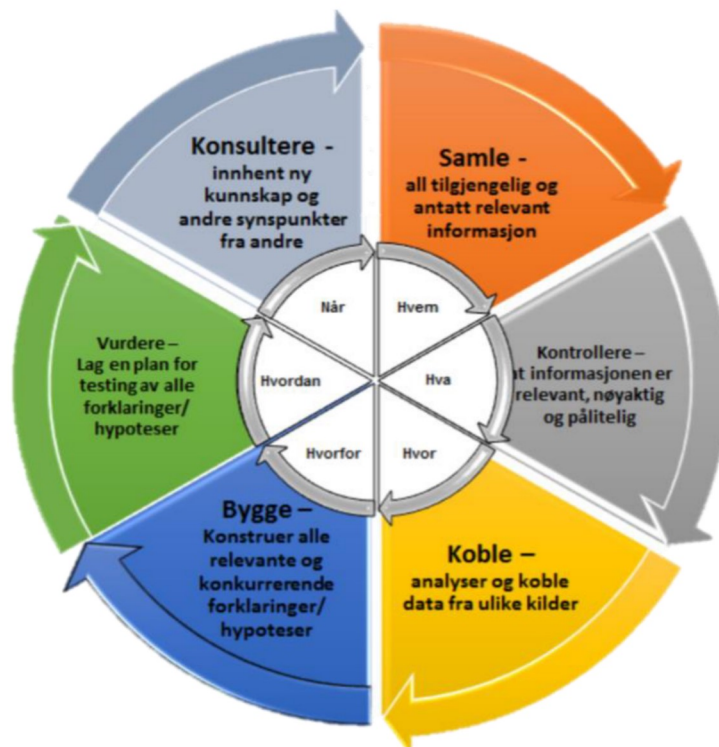 Samle -
all tilgjengelig og
antatt relevant
informasjon
Kontrollere –
at informasjonen er
relevant, nøyaktig
og pålitelig
Koble –
analyser og koble
data fra ulike kilder
Bygge –
Konstruer alle
relevante og
konkurrerende
forklaringer/
hypoteser
Vurdere –
Lag en plan for
testing av alle
forklaringer/
hypoteser
Konsultere -
innhent ny
kunnskap og
andre synspunkter
fra andre
Hvem
Hva
Hvor
Hvorfor
Hvordan
Når